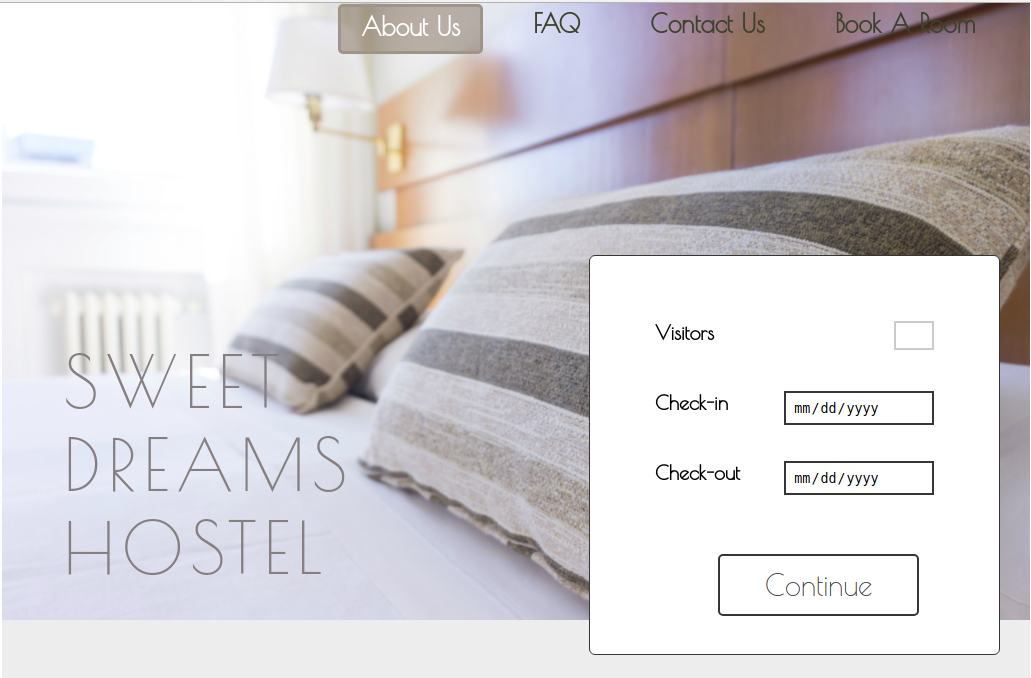 About Us FAQ Contact Us Book A Room
SWEET
DREAMS
HOSTEL
Visitors
Check-in mm/dd/yyyy
Check-out mm/dd/yyyy
Continue